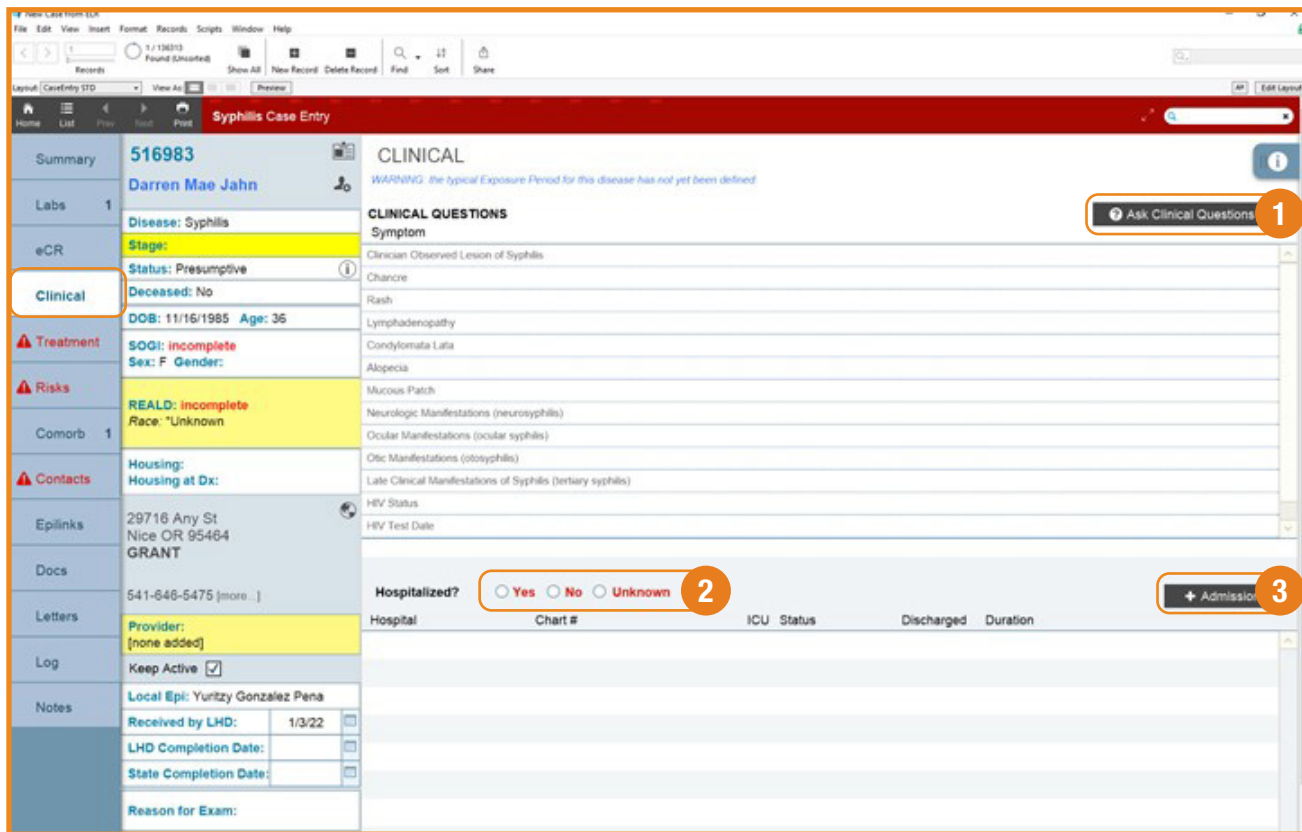 New Case from ELR
File Edit View Insert Format Records Scripts Window Help
1
1 / 136313
Found (Unsorted)
Records
Show All New Record Delete Record Find Sort Share
Layout: CaseEntry STD View As: Preview Edit Layout
Home List Prev Next Print Syphilis Case Entry
Summary
Labs 1
eCR
Clinical
Treatment
Risks
Comorb 1
Contacts
Epilinks
Docs
Letters
Log
Notes
516983
Darren Mae Jahn
Disease: Syphilis
Stage:
Status: Presumptive
Deceased: No
DOB: 11/16/1985 Age: 36
SOGI: incomplete
Sex: F Gender:
REALD: incomplete
Race: *Unknown
Housing:
Housing at Dx:
29716 Any St
Nice OR 95464
GRANT
541-646-5475 [more...]
Provider:
[none added]
Keep Active
Local Epi: Yuritzy Gonzalez Pena
Received by LHD: 1/3/22
LHD Completion Date:
State Completion Date:
Reason for Exam:
CLINICAL
WARNING: the typical Exposure Period for this disease has not yet been defined
CLINICAL QUESTIONS
Ask Clinical Questions 1
Symptom
Clinician Observed Lesion of Syphilis
Chancre
Rash
Lymphadenopathy
Condylomata Lata
Alopecia
Mucous Patch
Neurologic Manifestations (neurosyphilis)
Ocular Manifestations (ocular syphilis)
Otic Manifestations (otosyphilis)
Late Clinical Manifestations of Syphilis (tertiary syphilis)
HIV Status
HIV Test Date
Hospitalized? Yes No Unknown 2
+ Admission 3
Hospital Chart # ICU Status Discharged Duration